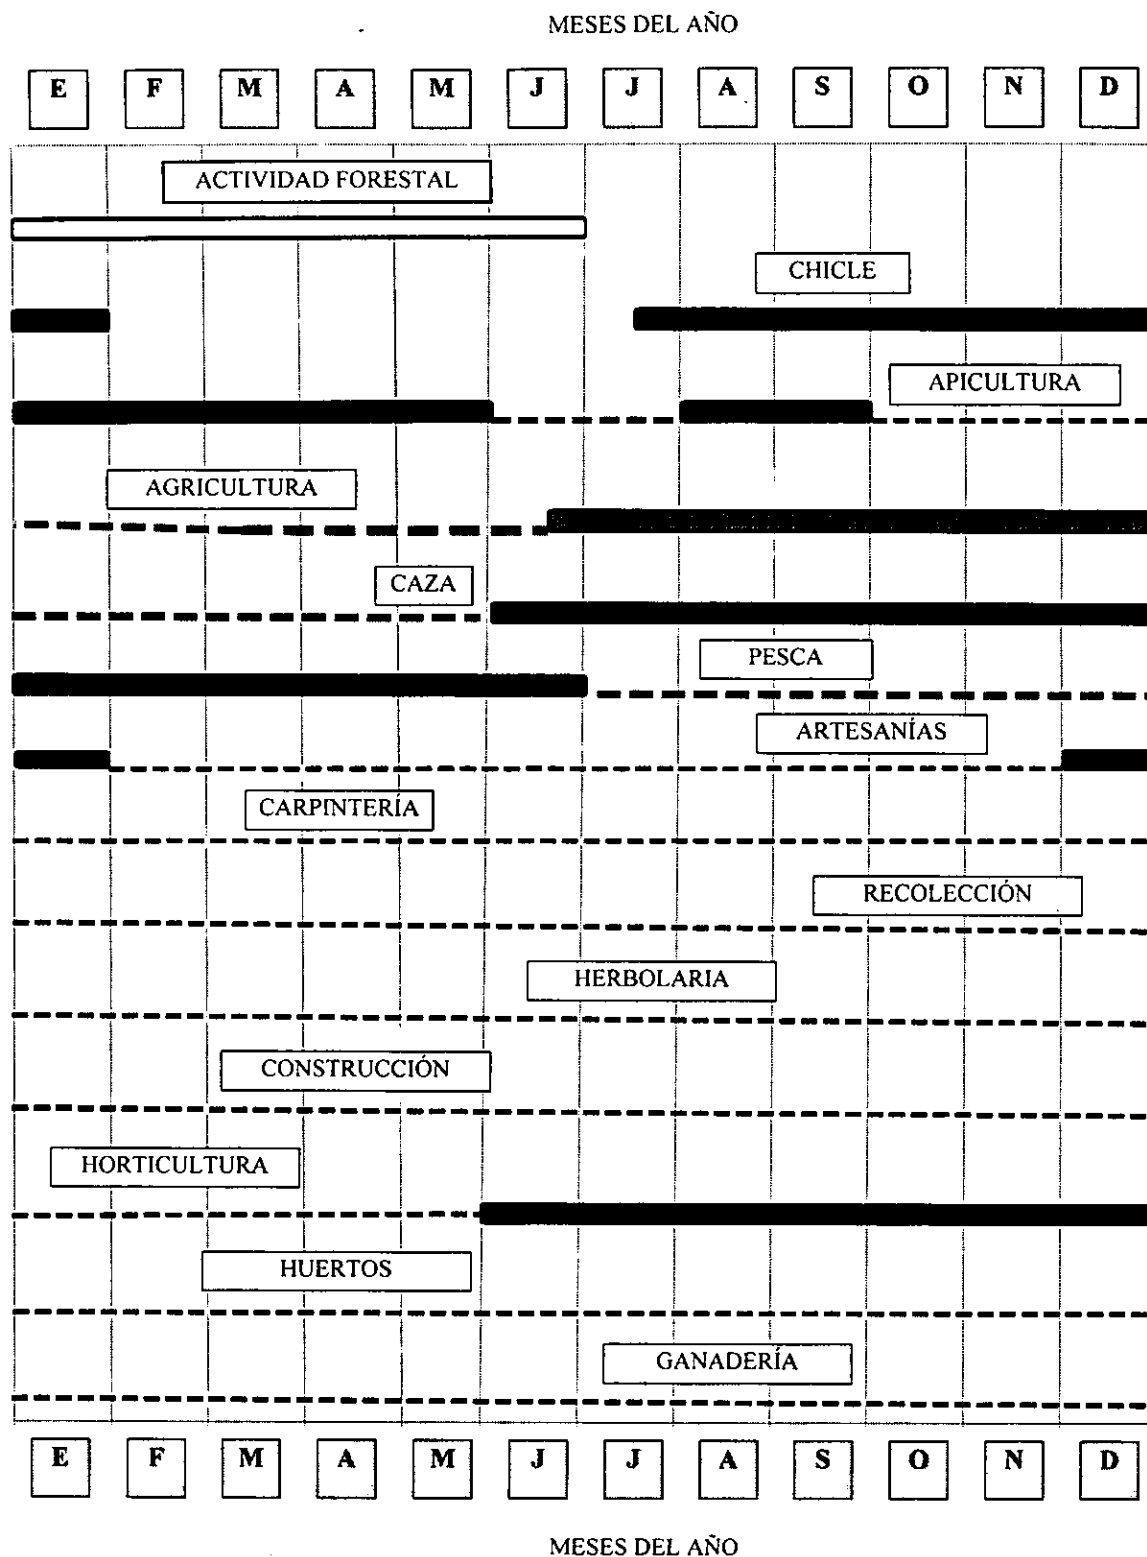 MESES DEL AÑO
E F M A M J J A S O N D
ACTIVIDAD FORESTAL
CHICLE
APICULTURA
AGRICULTURA
CAZA
PESCA
ARTESANÍAS
CARPINTERÍA
RECOLECCIÓN
HERBOLARIA
CONSTRUCCIÓN
HORTICULTURA
HUERTOS
GANADERÍA
E F M A M J J A S O N D
MESES DEL AÑO